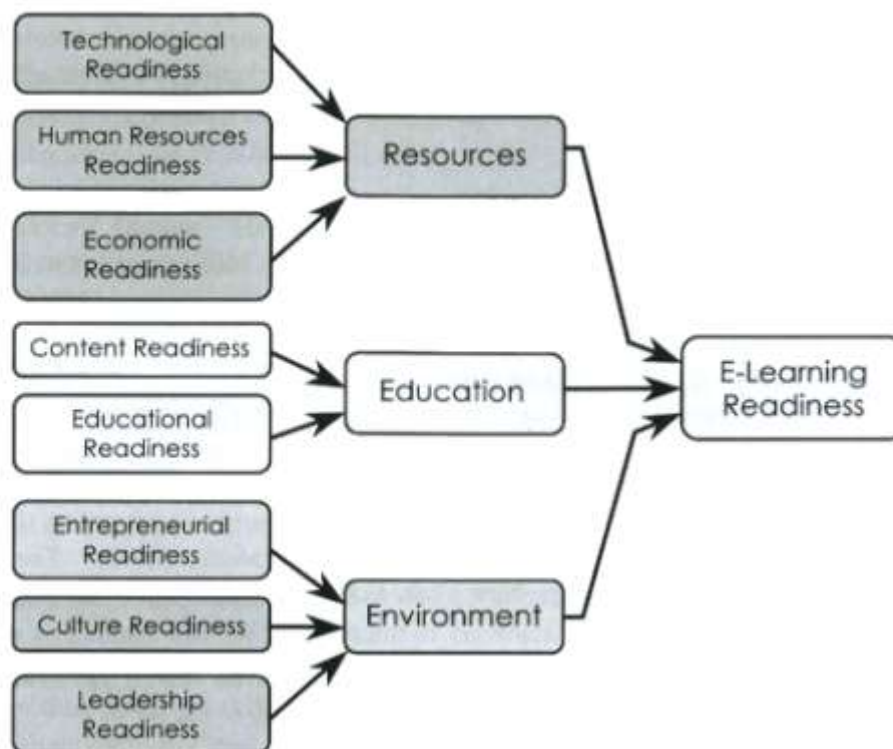 Technological
Readiness
Human Resources
Readiness
Economic
Readiness
Resources
Content Readiness
Educational
Readiness
Education
Entrepreneurial
Readiness
Culture Readiness
Leadership
Readiness
Environment
E-Learning
Readiness